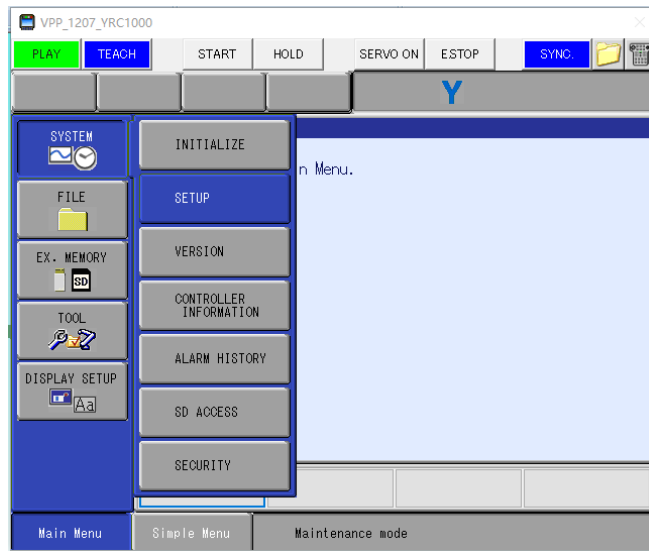 VPP_1207_YRC1000
PLAY TEACH START HOLD SERVO ON E.STOP SYNC.
Y
SYSTEM
FILE
EX. MEMORY
SD
TOOL
DISPLAY SETUP
Aa
INITIALIZE
SETUP
VERSION
CONTROLLER
INFORMATION
ALARM HISTORY
SD ACCESS
SECURITY
n Menu.
Main Menu Simple Menu Maintenance mode